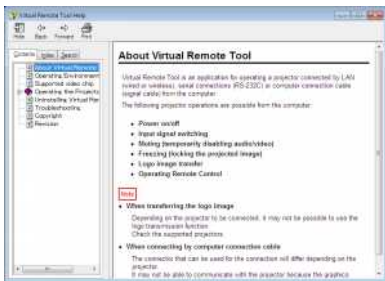 Virtual Remote Tool Help
Hide Back Forward Print
Contents Index Search
About Virtual Remote
Operating Environment
Supported video chip
Operating the Projecto
Uninstalling Virtual Rem
Troubleshooting
Copyright
Revision
About Virtual Remote Tool
Virtual Remote Tool is an application for operating a projector connected by LAN
(wired or wireless), serial connections (RS-232C) or computer connection cable
(signal cable) from the computer.
The following projector operations are possible from the computer:
• Power on/off
• Input signal switching
• Muting (temporarily disabling audio/video)
• Freezing (locking the projected image)
• Logo image transfer
• Operating Remote Control
Note
• When transferring the logo image
Depending on the projector to be connected, it may not be possible to use the
logo transmission function.
Check the supported projectors.
• When connecting by computer connection cable
The connector that can be used for the connection will differ depending on the
projector.
It may not be able to communicate with the projector because the graphics